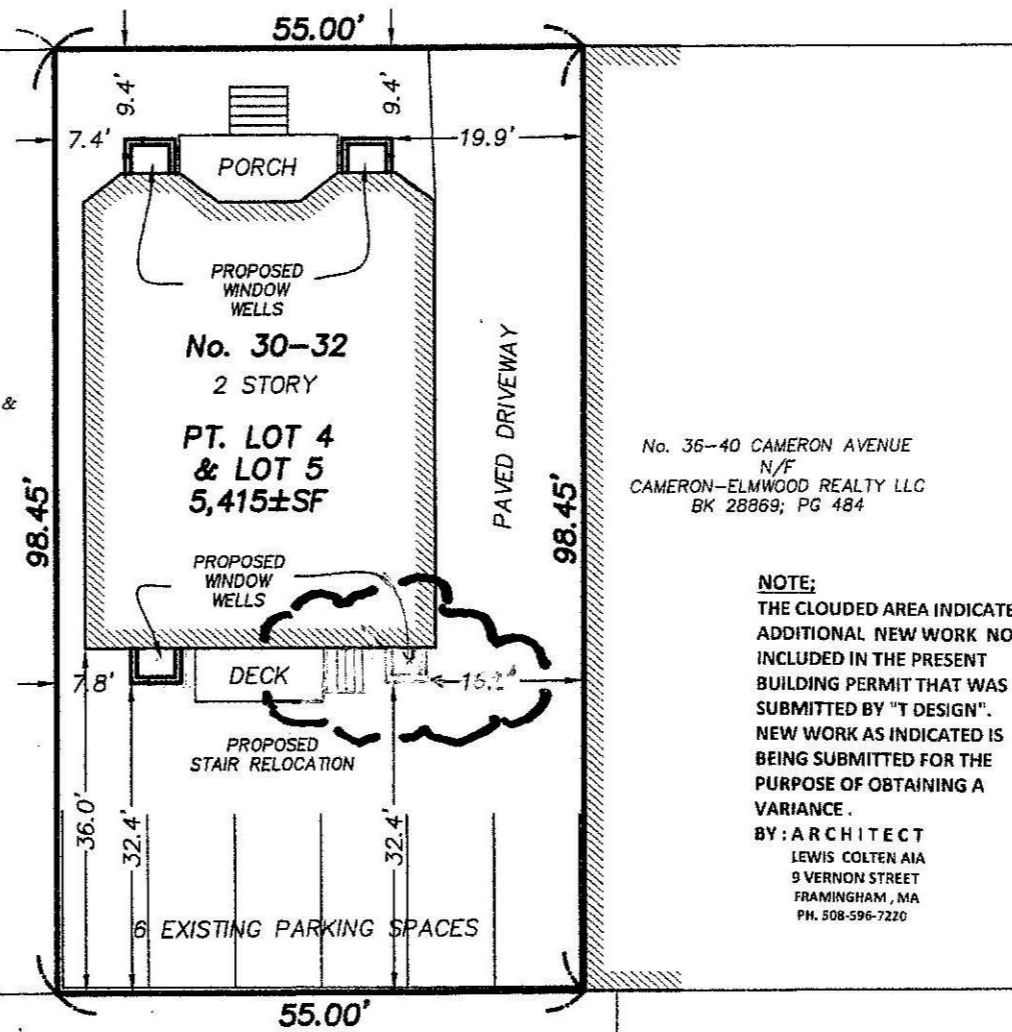 55.00'
9.4'
9.4'
7.4'
19.9'
PORCH
PROPOSED
WINDOW
WELLS
No. 30-32
2 STORY
PT. LOT 4
& LOT 5
5,415±SF
&
98.45'
PAVED DRIVEWAY
98.45'
No. 36-40 CAMERON AVENUE
N/F
CAMERON-ELMWOOD REALTY LLC
BK 28869; PG 484
PROPOSED
WINDOW
WELLS
7.8'
DECK
PROPOSED
STAIR RELOCATION
36.0'
32.4'
32.4'
6 EXISTING PARKING SPACES
55.00'
NOTE;
THE CLOUDED AREA INDICATE
ADDITIONAL NEW WORK NO
INCLUDED IN THE PRESENT
BUILDING PERMIT THAT WAS
SUBMITTED BY "T DESIGN".
NEW WORK AS INDICATED IS
BEING SUBMITTED FOR THE
PURPOSE OF OBTAINING A
VARIANCE.
BY: ARCHITECT
LEWIS COLTEN AIA
9 VERNON STREET
FRAMINGHAM, MA
PH. 508-596-7220